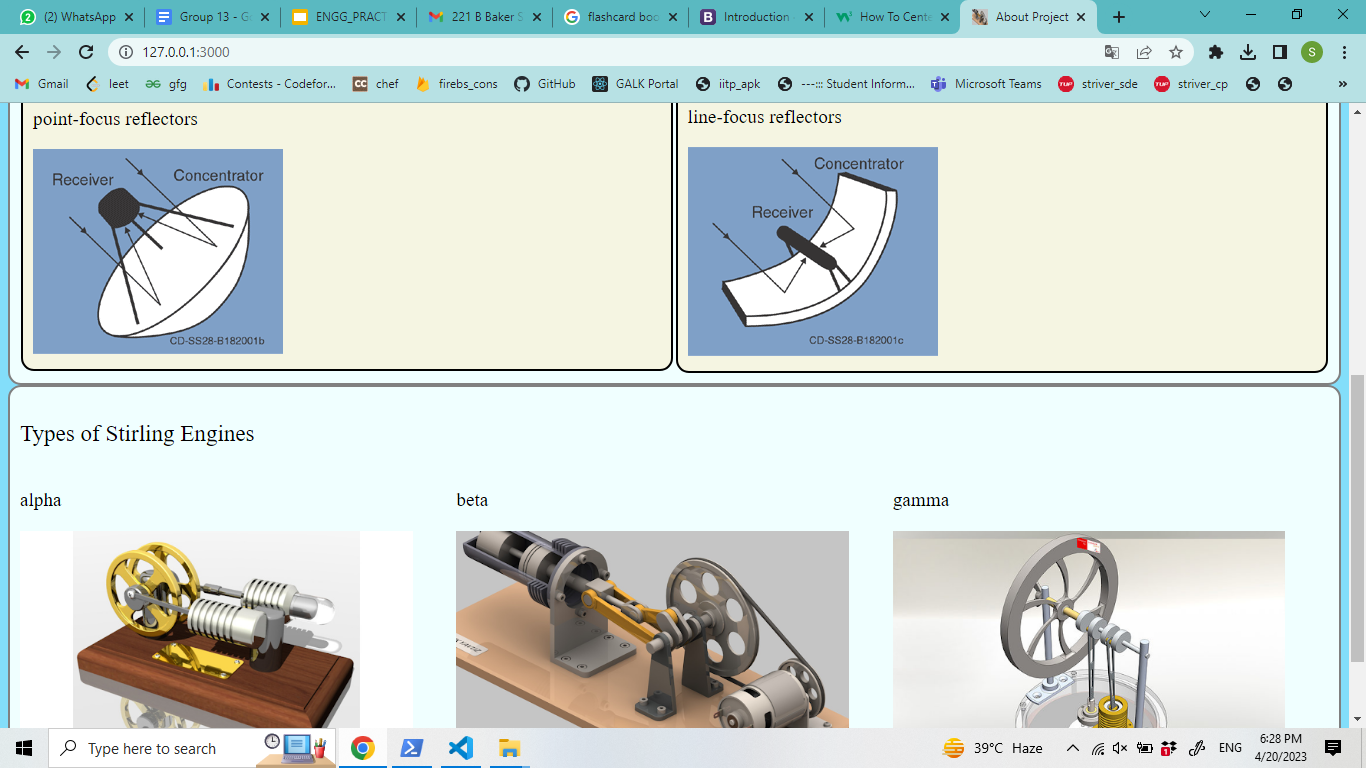 (2) WhatsApp
Group 13 - G
ENGG_PRACT
221 B Baker S
flashcard boo
Introduction
How To Cente
About Project
127.0.0.1:3000
S
Gmail
leet
gfg
Contests - Codefor...
chef
firebs_cons
GitHub
GALK Portal
iitp_apk
---::: Student Inform...
Microsoft Teams
striver_sde
striver_cp
»
point-focus reflectors
line-focus reflectors
Receiver
Concentrator
CD-SS28-B182001b
Concentrator
Receiver
CD-SS28-B182001c
Types of Stirling Engines
alpha
beta
gamma
Type here to search
39°C Haze
ENG
6:28 PM
4/20/2023